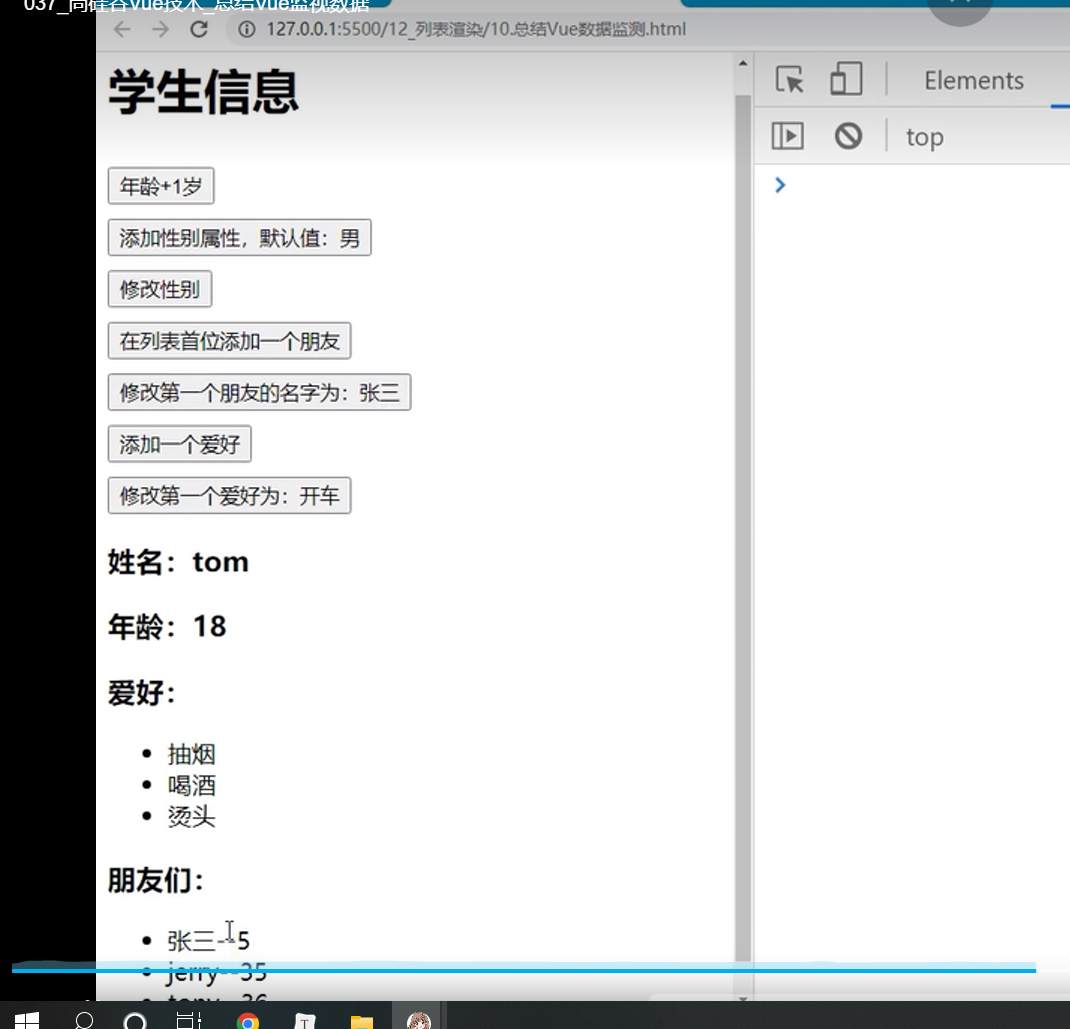 037_尚硅谷Vue技术_总结Vue监视数据
127.0.0.1:5500/12_列表渲染/10.总结Vue数据监测.html
学生信息
Elements
top
年龄+1岁
添加性别属性，默认值：男
修改性别
在列表首位添加一个朋友
修改第一个朋友的名字为：张三
添加一个爱好
修改第一个爱好为：开车
姓名：tom
年龄：18
爱好：
抽烟
喝酒
烫头
朋友们：
张三--5
jerry--35
tony--36